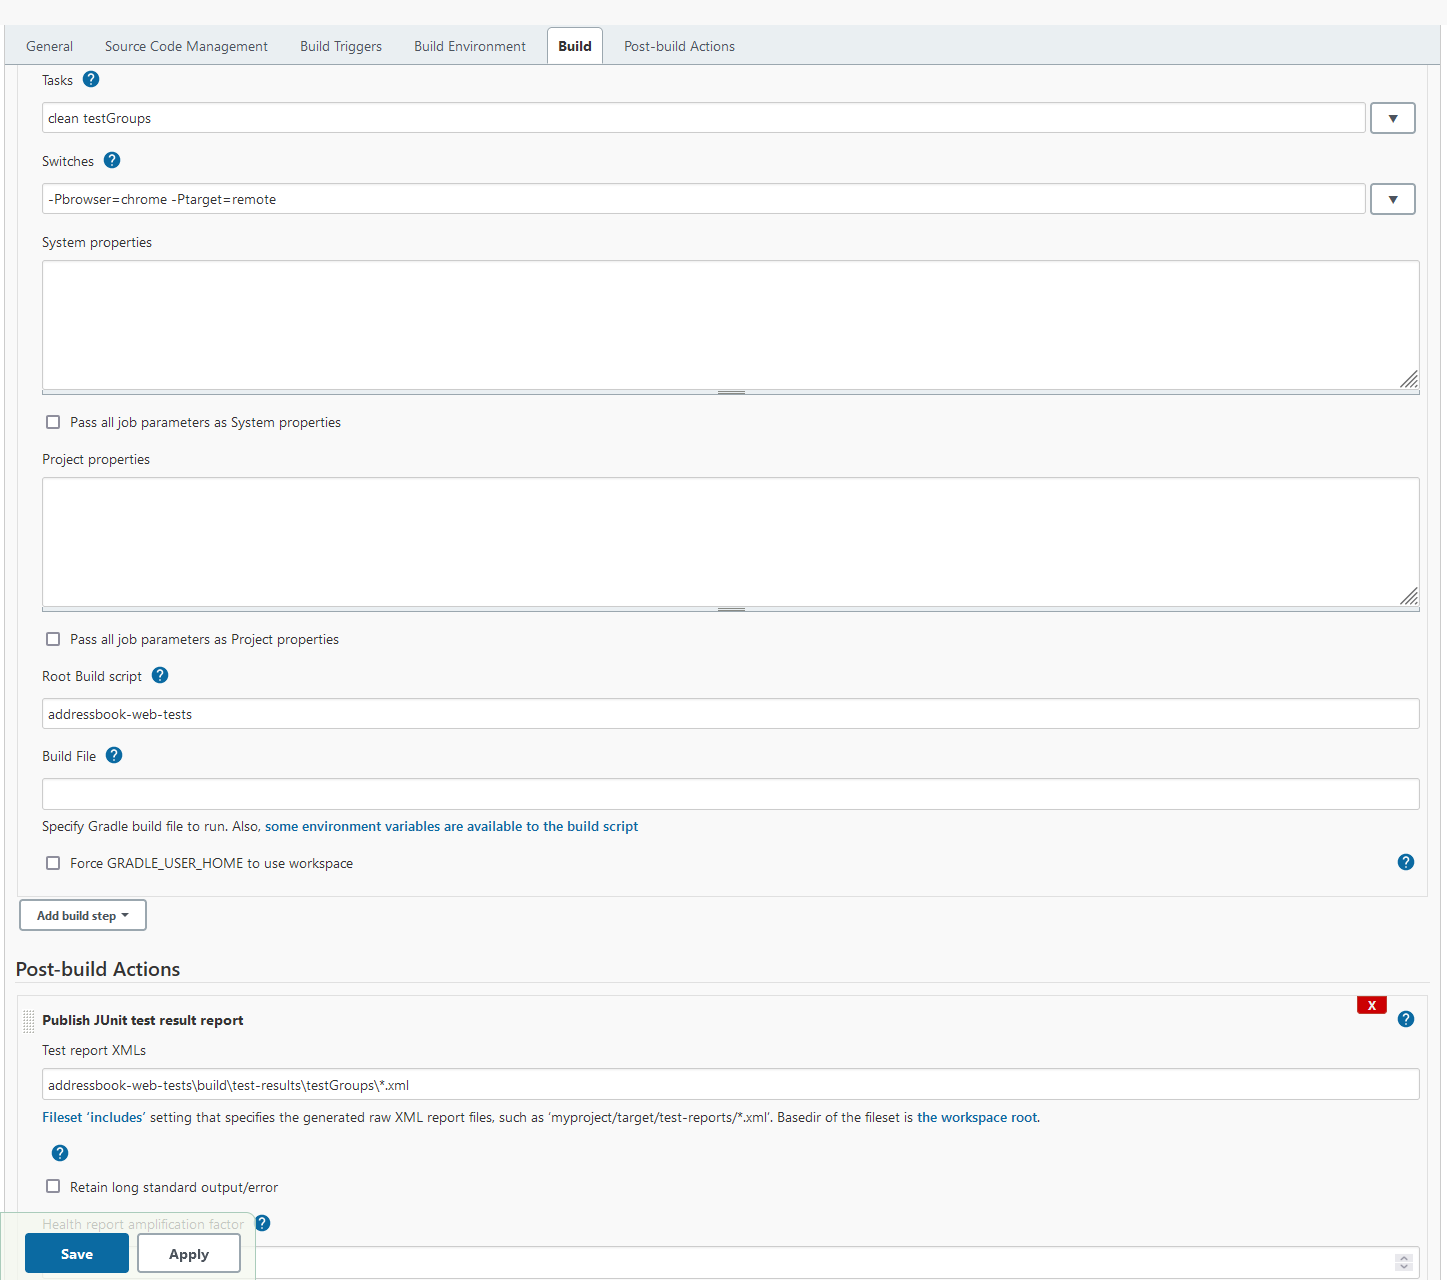 General Source Code Management Build Triggers Build Environment Build Post-build Actions
Tasks ?
clean testGroups
Switches ?
-Pbrowser=chrome -Ptarget=remote
System properties
Pass all job parameters as System properties
Project properties
Pass all job parameters as Project properties
Root Build script ?
addressbook-web-tests
Build File ?
Specify Gradle build file to run. Also, some environment variables are available to the build script
Force GRADLE_USER_HOME to use workspace ?
Add build step
Post-build Actions
X
Publish JUnit test result report ?
Test report XMLs
addressbook-web-tests\build\test-results\testGroups\*.xml
Fileset ‘includes’ setting that specifies the generated raw XML report files, such as ‘myproject/target/test-reports/*.xml’. Basedir of the fileset is the workspace root.
?
Retain long standard output/error
Health report amplification factor ?
Save Apply